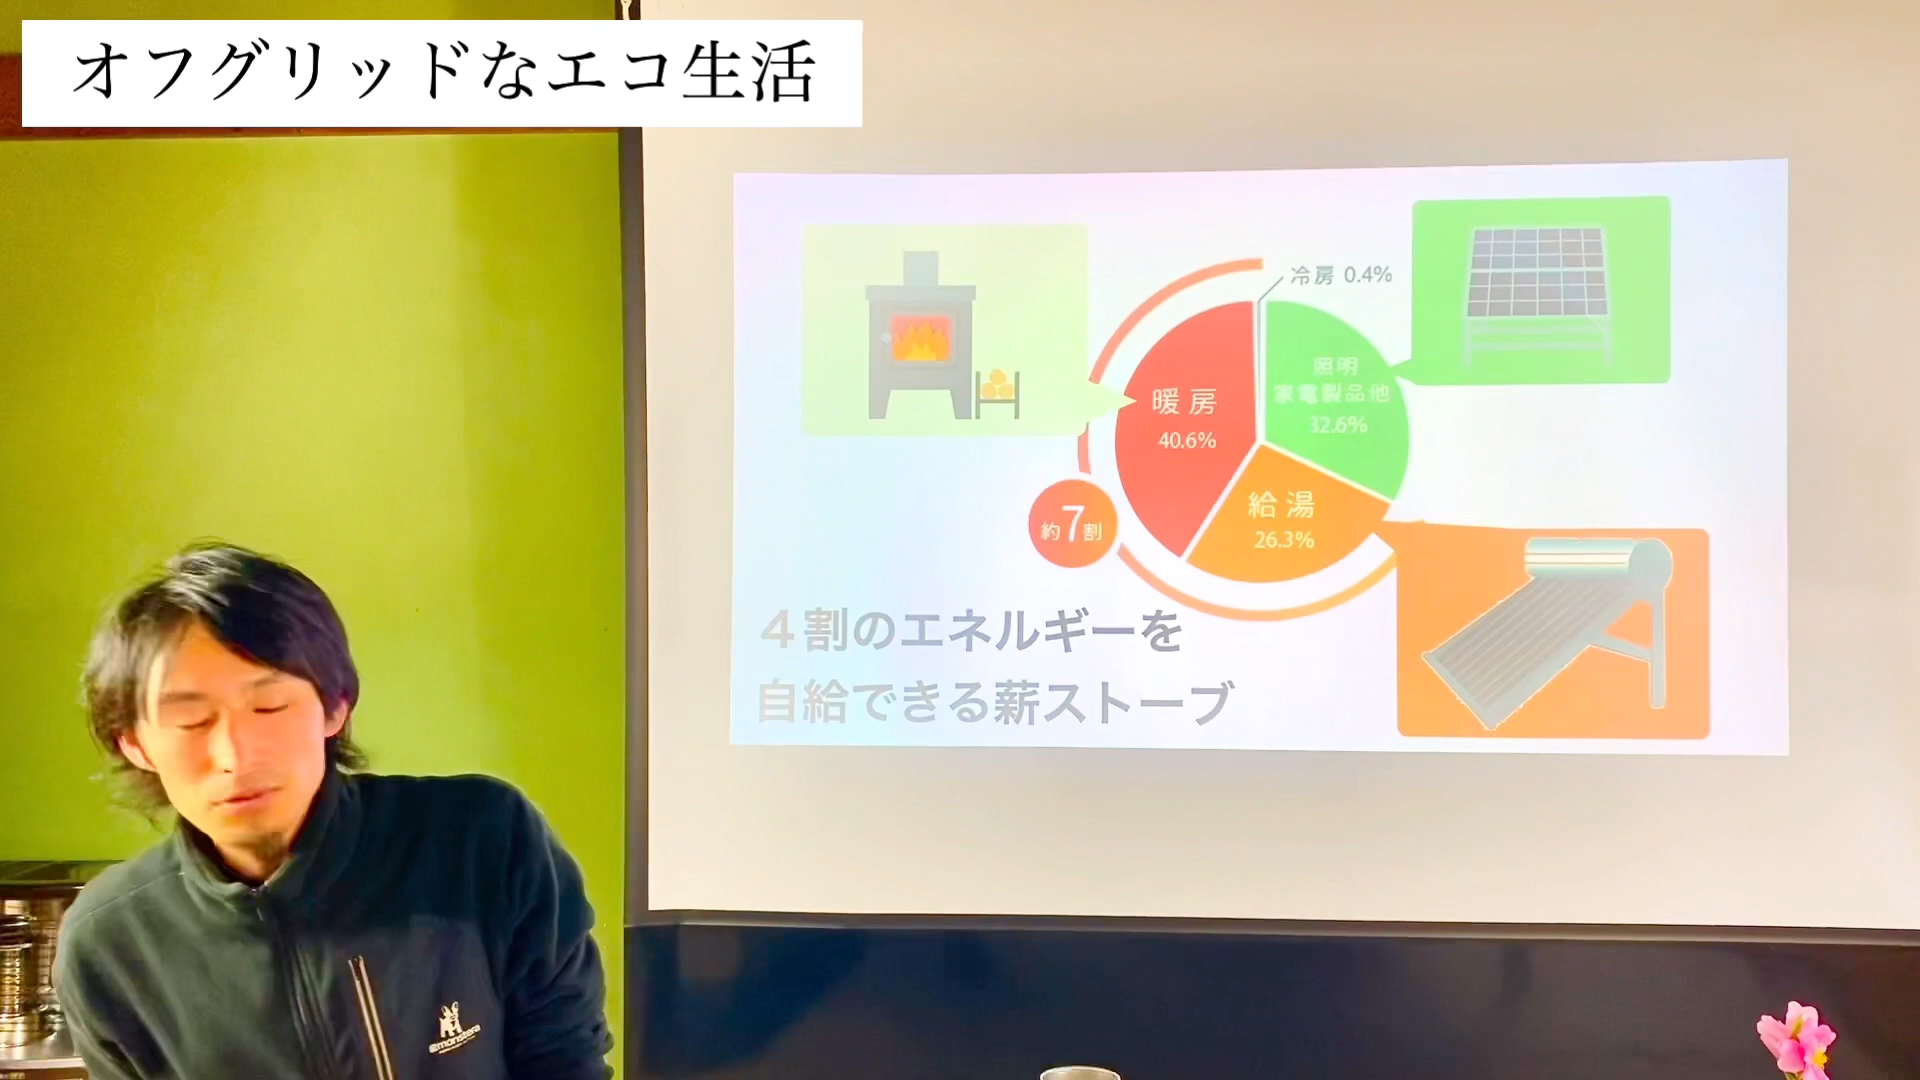 オフグリッドなエコ生活
冷房 0.4%
照明
家電製品他
32.6%
暖房
40.6%
給湯
26.3%
約7割
4割のエネルギーを
自給できる薪ストーブ
monstera